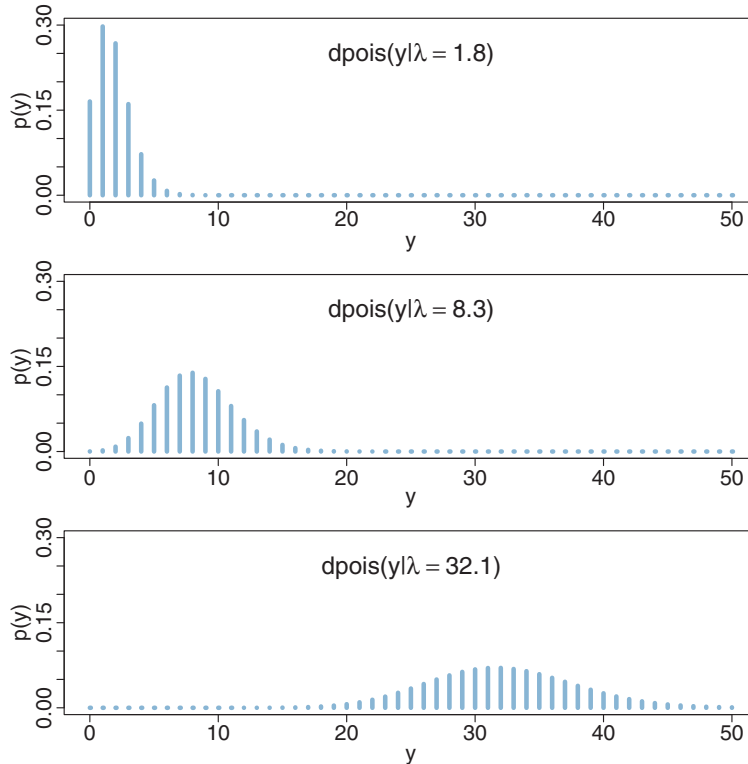 dpois(y|λ = 1.8)
p(y)
0.00 0.15 0.30
0 10 20 30 40 50
y
dpois(y|λ = 8.3)
p(y)
0.00 0.15 0.30
0 10 20 30 40 50
y
dpois(y|λ = 32.1)
p(y)
0.00 0.15 0.30
0 10 20 30 40 50
y